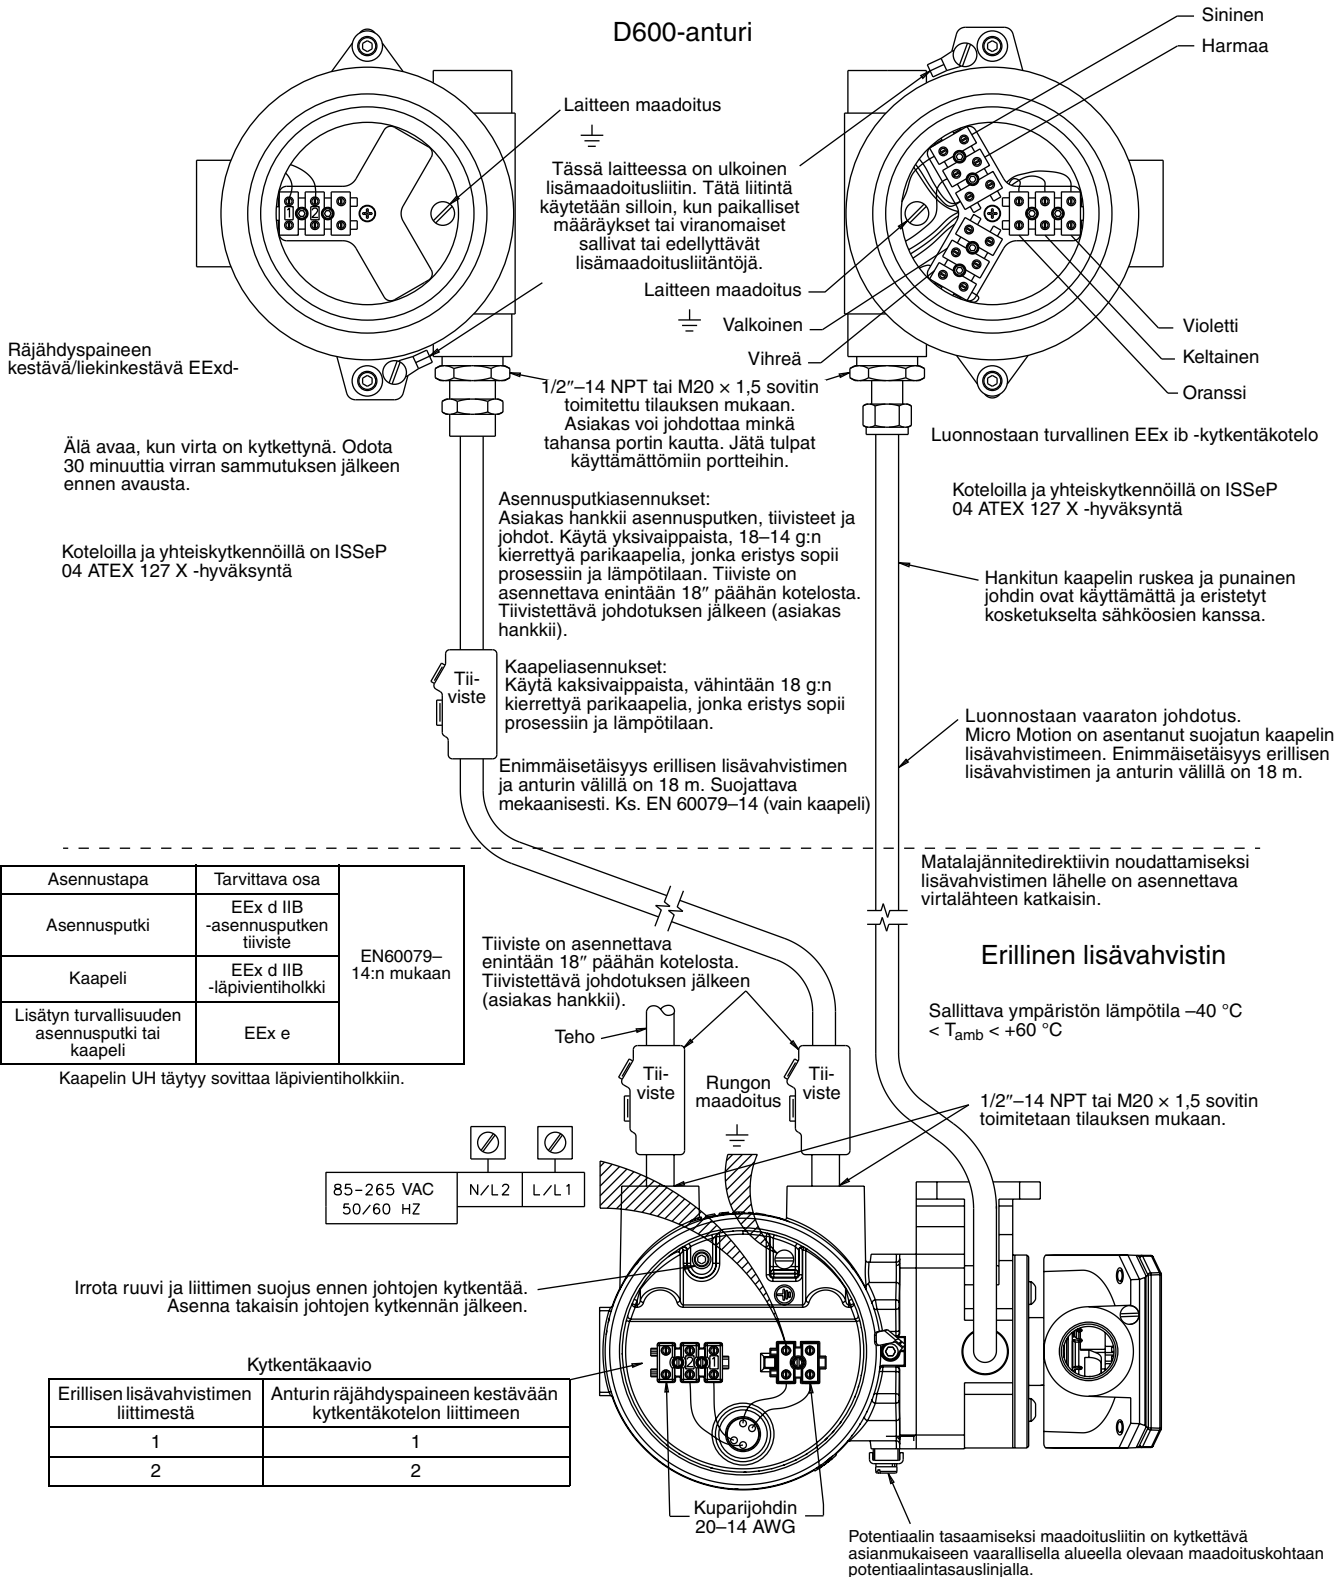 D600-anturi
Sininen
Harmaa
Laitteen maadoitus
Tässä laitteessa on ulkoinen
lisämaadoitusliitin. Tätä liitintä
käytetään silloin, kun paikalliset
määräykset tai viranomaiset
sallivat tai edellyttävät
lisämaadoitusliitäntöjä.
1
2
Laitteen maadoitus
Valkoinen
Vihreä
Violetti
Keltainen
Oranssi
Räjähdyspaineen
kestävä/liekinkestävä EExd-
1/2″–14 NPT tai M20 × 1,5 sovitin
toimitettu tilauksen mukaan.
Asiakas voi johdottaa minkä
tahansa portin kautta. Jätä tulpat
käyttämättömiin portteihin.
Älä avaa, kun virta on kytkettynä. Odota
30 minuuttia virran sammutuksen jälkeen
ennen avausta.
Luonnostaan turvallinen EEx ib -kytkentäkotelo
Koteloilla ja yhteiskytkennöillä on ISSeP
04 ATEX 127 X -hyväksyntä
Koteloilla ja yhteiskytkennöillä on ISSeP
04 ATEX 127 X -hyväksyntä
Asennusputkiasennukset:
Asiakas hankkii asennusputken, tiivisteet ja
johdot. Käytä yksivaippaista, 18–14 g:n
kierrettyä parikaapelia, jonka eristys sopii
prosessiin ja lämpötilaan. Tiiviste on
asennettava enintään 18″ päähän kotelosta.
Tiivistettävä johdotuksen jälkeen (asiakas
hankkii).
Hankitun kaapelin ruskea ja punainen
johdin ovat käyttämättä ja eristetyt
kosketukselta sähköosien kanssa.
Tii-
viste
Kaapeliasennukset:
Käytä kaksivaippaista, vähintään 18 g:n
kierrettyä parikaapelia, jonka eristys sopii
prosessiin ja lämpötilaan.
Luonnostaan vaaraton johdotus.
Micro Motion on asentanut suojatun kaapelin
lisävahvistimeen. Enimmäisetäisyys erillisen
lisävahvistimen ja anturin välillä on 18 m.
Enimmäisetäisyys erillisen lisävahvistimen
ja anturin välillä on 18 m. Suojattava
mekaanisesti. Ks. EN 60079–14 (vain kaapeli)
Matalajännitedirektiivin noudattamiseksi
lisävahvistimen lähelle on asennettava
virtalähteen katkaisin.
Asennustapa
Tarvittava osa
Asennusputki
EEx d IIB
-asennusputken
tiiviste
EN60079–
14:n mukaan
Kaapeli
EEx d IIB
-läpivientiholkki
Lisätyn turvallisuuden
asennusputki tai
kaapeli
EEx e
Kaapelin UH täytyy sovittaa läpivientiholkkiin.
Tiiviste on asennettava
enintään 18″ päähän kotelosta.
Tiivistettävä johdotuksen jälkeen
(asiakas hankkii).
Erillinen lisävahvistin
Sallittava ympäristön lämpötila –40 °C
< Tamb < +60 °C
Teho
Tii-
viste
Rungon
maadoitus
Tii-
viste
1/2″–14 NPT tai M20 × 1,5 sovitin
toimitetaan tilauksen mukaan.
85-265 VAC
50/60 HZ
N/L2
L/L1
Irrota ruuvi ja liittimen suojus ennen johtojen kytkentää.
Asenna takaisin johtojen kytkennän jälkeen.
2
1
Kytkentäkaavio
Erillisen lisävahvistimen
liittimestä
Anturin räjähdyspaineen kestävään
kytkentäkotelon liittimeen
1
1
2
2
Kuparijohdin
20–14 AWG
Potentiaalin tasaamiseksi maadoitusliitin on kytkettävä
asianmukaiseen vaarallisella alueella olevaan maadoituskohtaan
potentiaalintasauslinjalla.